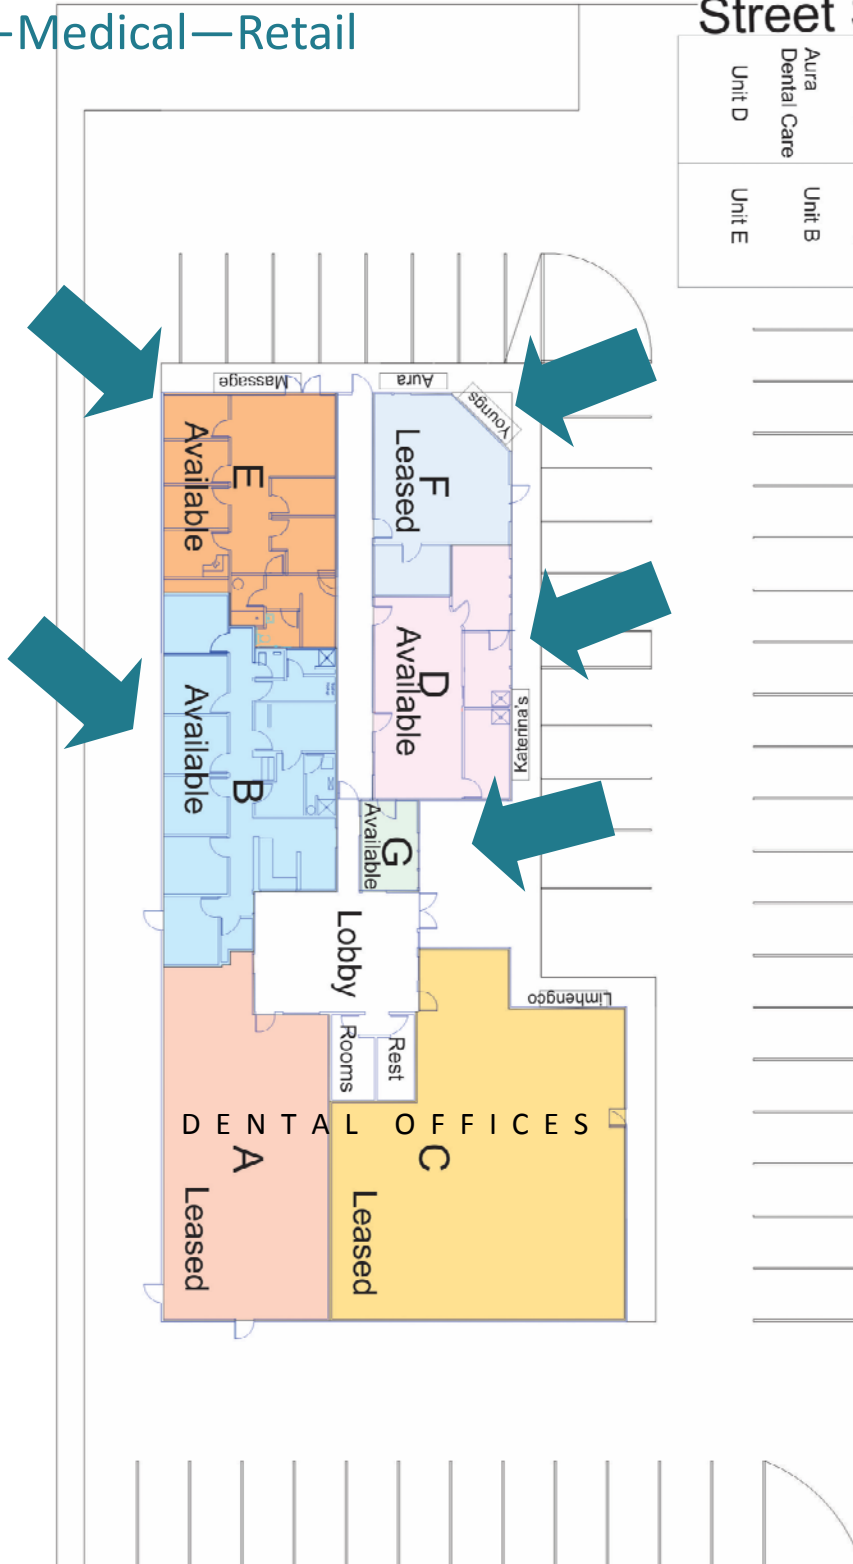 -Medical—Retail
Street
Aura
Dental Care
Unit D
Unit B
Unit E
Massage
Aura
Youngs
E
Available
F
Leased
D
Available
Katerina's
B
Available
G
Available
Lobby
Limhengco
Rest
Rooms
DENTAL OFFICES
A
Leased
C
Leased